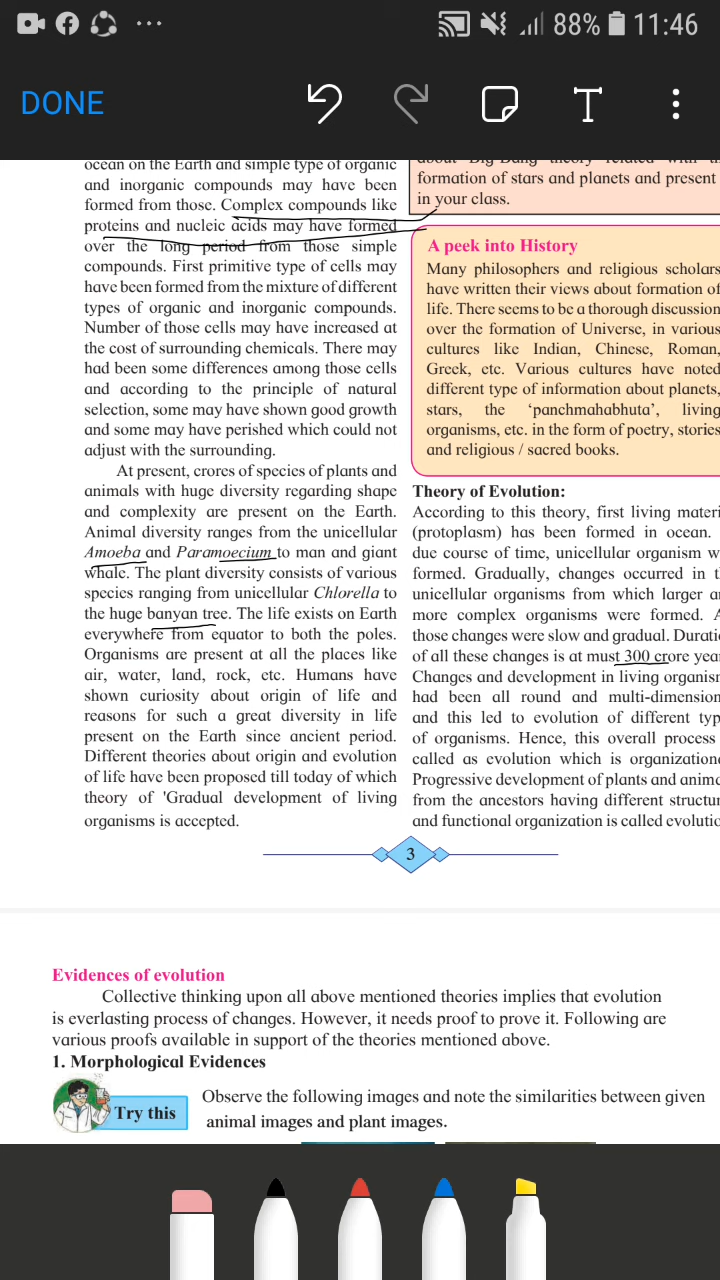 88% 11:46
DONE
T
ocean on the Earth and simple type of organic
and inorganic compounds may have been
formed from those. Complex compounds like
proteins and nucleic acids may have formed
over the long period from those simple
compounds. First primitive type of cells may
have been formed from the mixture of different
types of organic and inorganic compounds.
Number of those cells may have increased at
the cost of surrounding chemicals. There may
had been some differences among those cells
and according to the principle of natural
selection, some may have shown good growth
and some may have perished which could not
adjust with the surrounding.
At present, crores of species of plants and
animals with huge diversity regarding shape
and complexity are present on the Earth.
Animal diversity ranges from the unicellular
Amoeba and Paramoecium to man and giant
whale. The plant diversity consists of various
species ranging from unicellular Chlorella to
the huge banyan tree. The life exists on Earth
everywhere from equator to both the poles.
Organisms are present at all the places like
air, water, land, rock, etc. Humans have
shown curiosity about origin of life and
reasons for such a great diversity in life
present on the Earth since ancient period.
Different theories about origin and evolution
of life have been proposed till today of which
theory of 'Gradual development of living
organisms is accepted.
about Big-Bang theory related with
formation of stars and planets and present
in your class.
A peek into History
Many philosophers and religious scholars
have written their views about formation of
life. There seems to be a thorough discussion
over the formation of Universe, in various
cultures like Indian, Chinese, Roman,
Greek, etc. Various cultures have noted
different type of information about planets,
stars, the ‘panchmahabhuta’, living
organisms, etc. in the form of poetry, stories
and religious / sacred books.
Theory of Evolution:
According to this theory, first living materi
(protoplasm) has been formed in ocean.
due course of time, unicellular organism w
formed. Gradually, changes occurred in t
unicellular organisms from which larger a
more complex organisms were formed. A
those changes were slow and gradual. Durati
of all these changes is at must 300 crore year
Changes and development in living organism
had been all round and multi-dimension
and this led to evolution of different typ
of organisms. Hence, this overall process
called as evolution which is organizationa
Progressive development of plants and anima
from the ancestors having different structur
and functional organization is called evolutio
3
Evidences of evolution
Collective thinking upon all above mentioned theories implies that evolution
is everlasting process of changes. However, it needs proof to prove it. Following are
various proofs available in support of the theories mentioned above.
1. Morphological Evidences
Try this
Observe the following images and note the similarities between given
animal images and plant images.